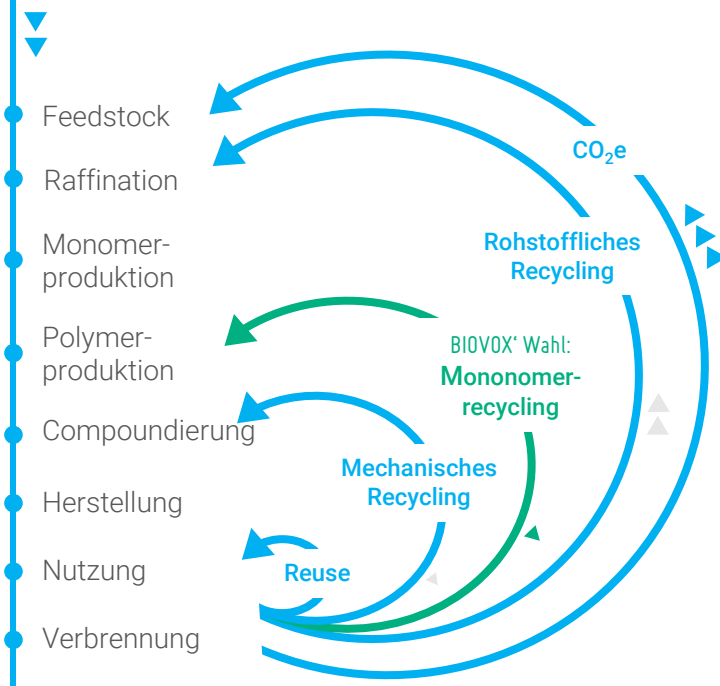 Feedstock
Raffination
Monomer-
produktion
Polymer-
produktion
Compoundierung
Herstellung
Nutzung
Verbrennung
CO₂e
Rohstoffliches
Recycling
BIOVOX‘ Wahl:
Mononomer-
recycling
Mechanisches
Recycling
Reuse